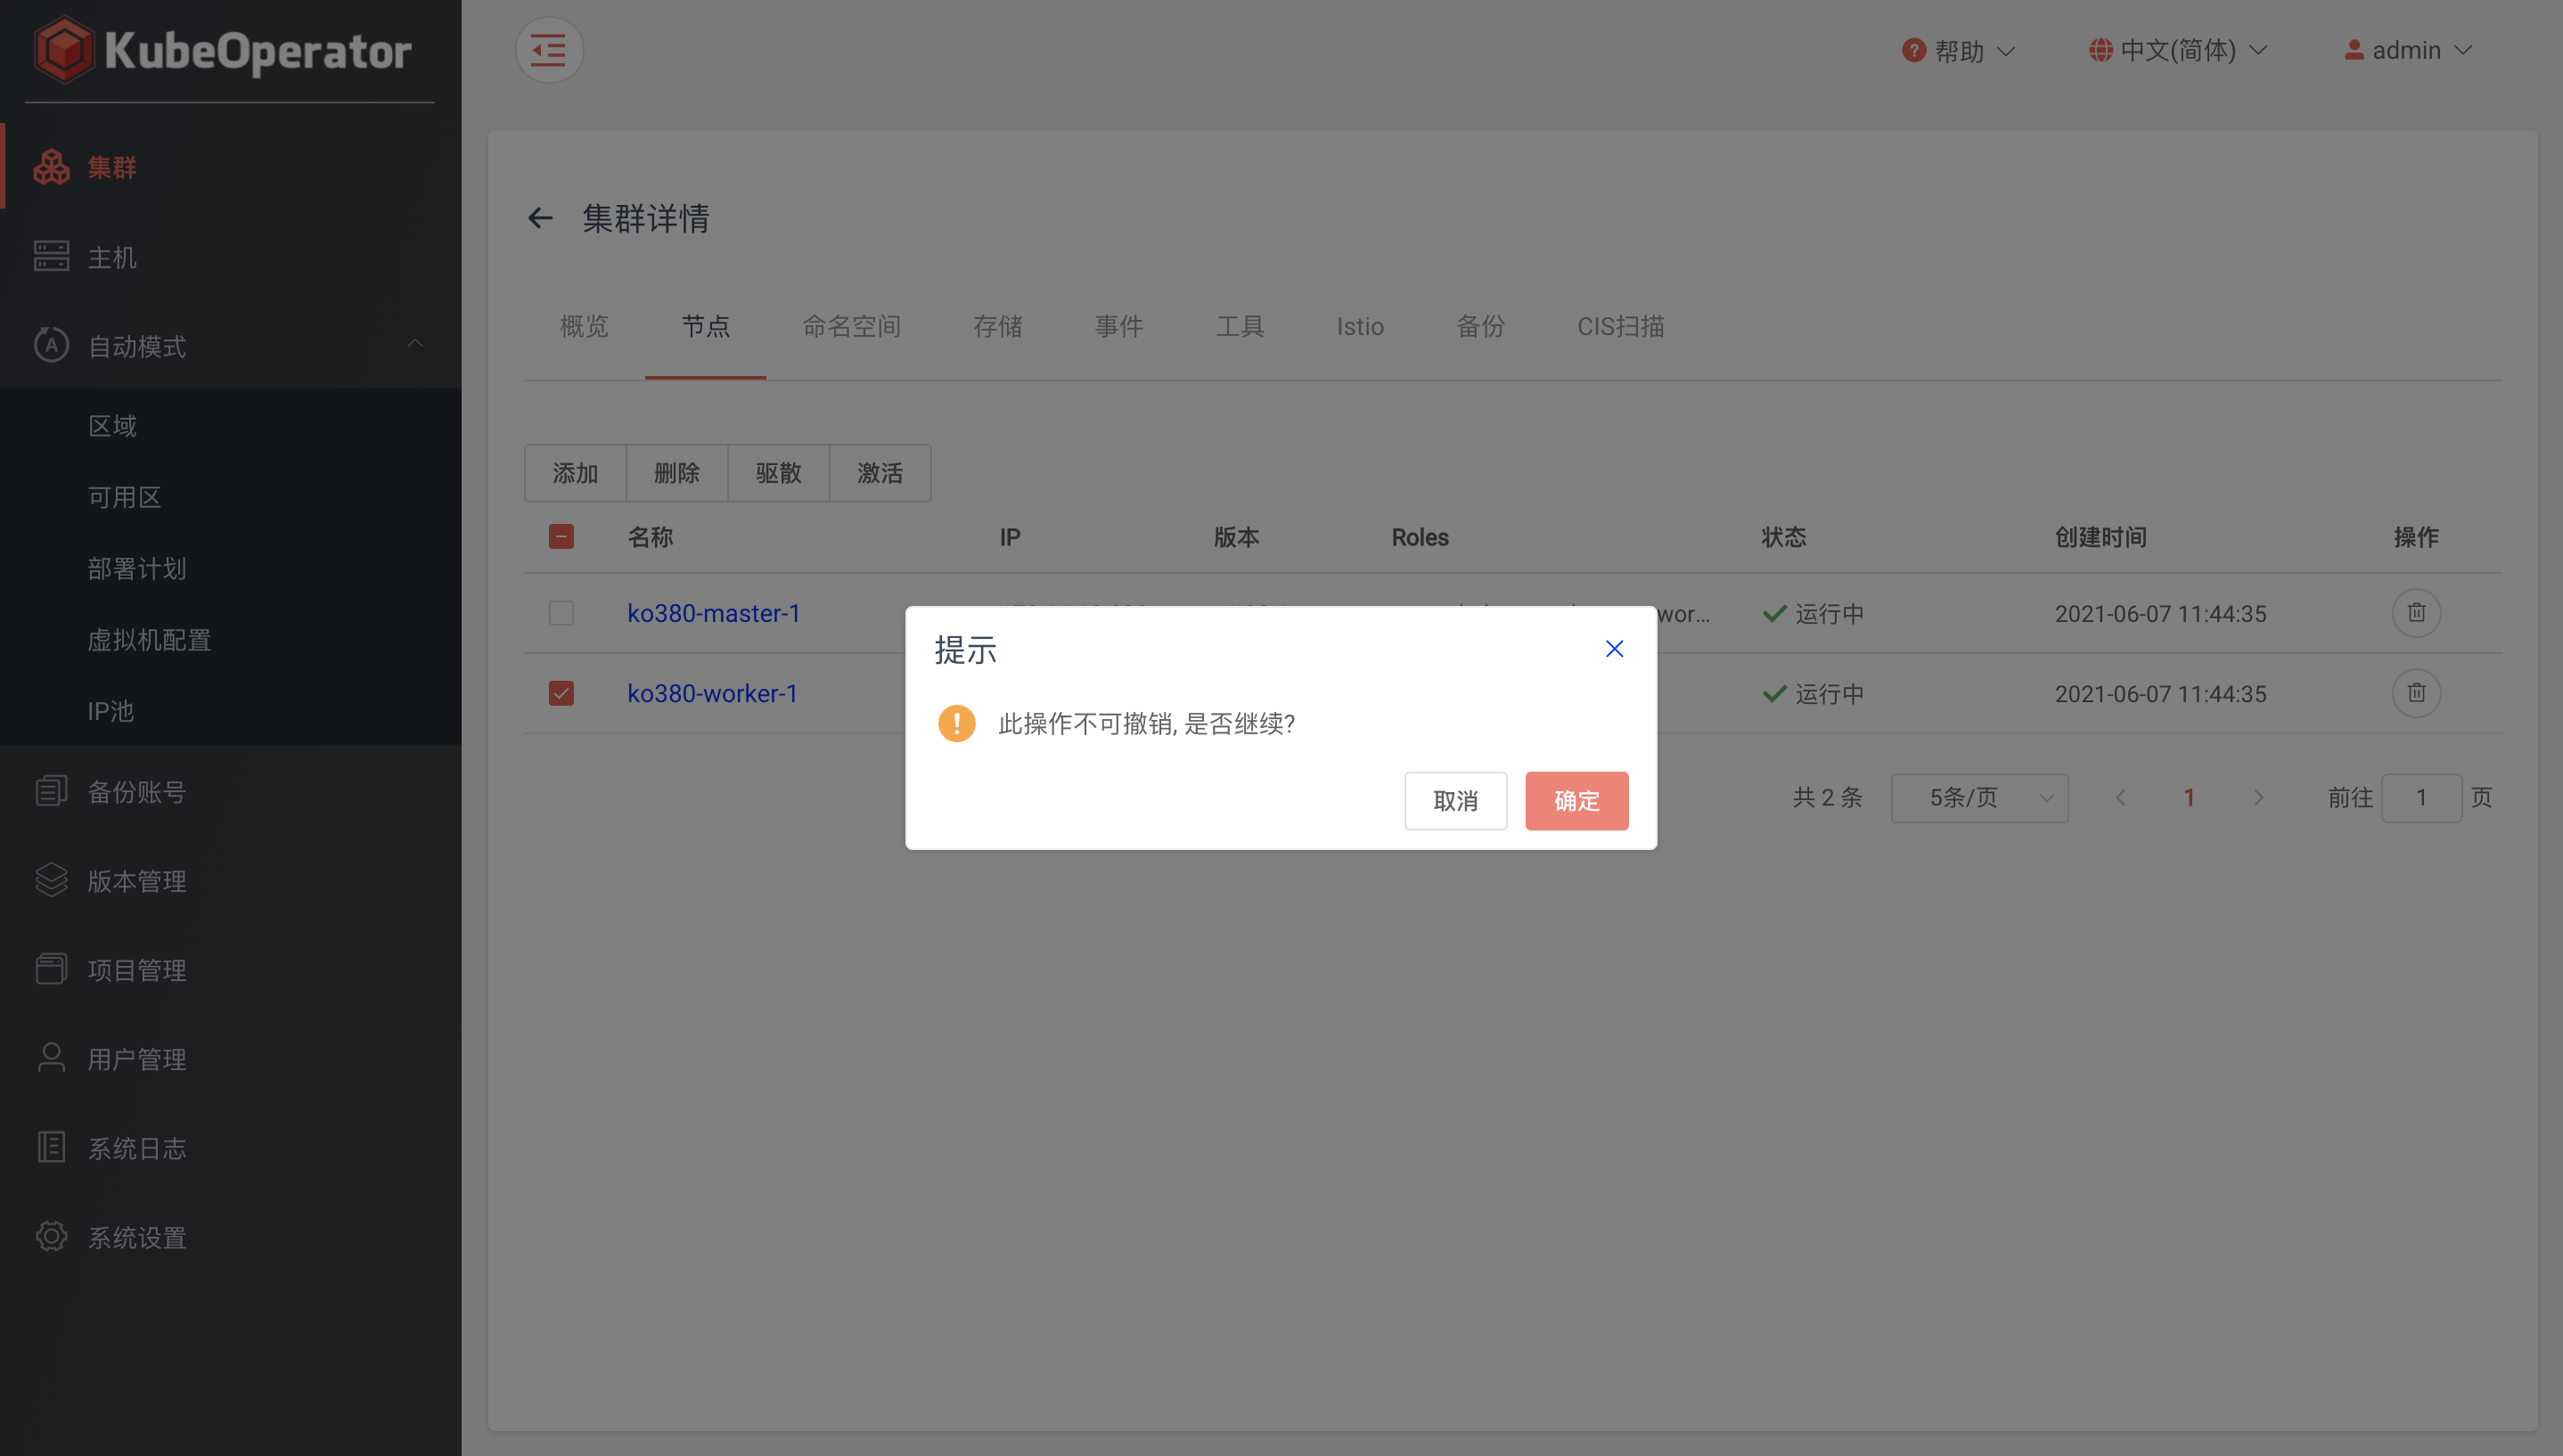 KubeOperator
帮助
中文(简体)
admin
集群
主机
自动模式
区域
可用区
部署计划
虚拟机配置
IP池
备份账号
版本管理
项目管理
用户管理
系统日志
系统设置
集群详情
概览 节点 命名空间 存储 事件 工具 Istio 备份 CIS扫描
添加 删除 驱散 激活
名称 IP 版本 Roles 状态 创建时间 操作
ko380-master-1 wor... 运行中 2021-06-07 11:44:35
ko380-worker-1 运行中 2021-06-07 11:44:35
共 2 条 5条/页 1 前往 1 页
提示
此操作不可撤销, 是否继续?
取消 确定